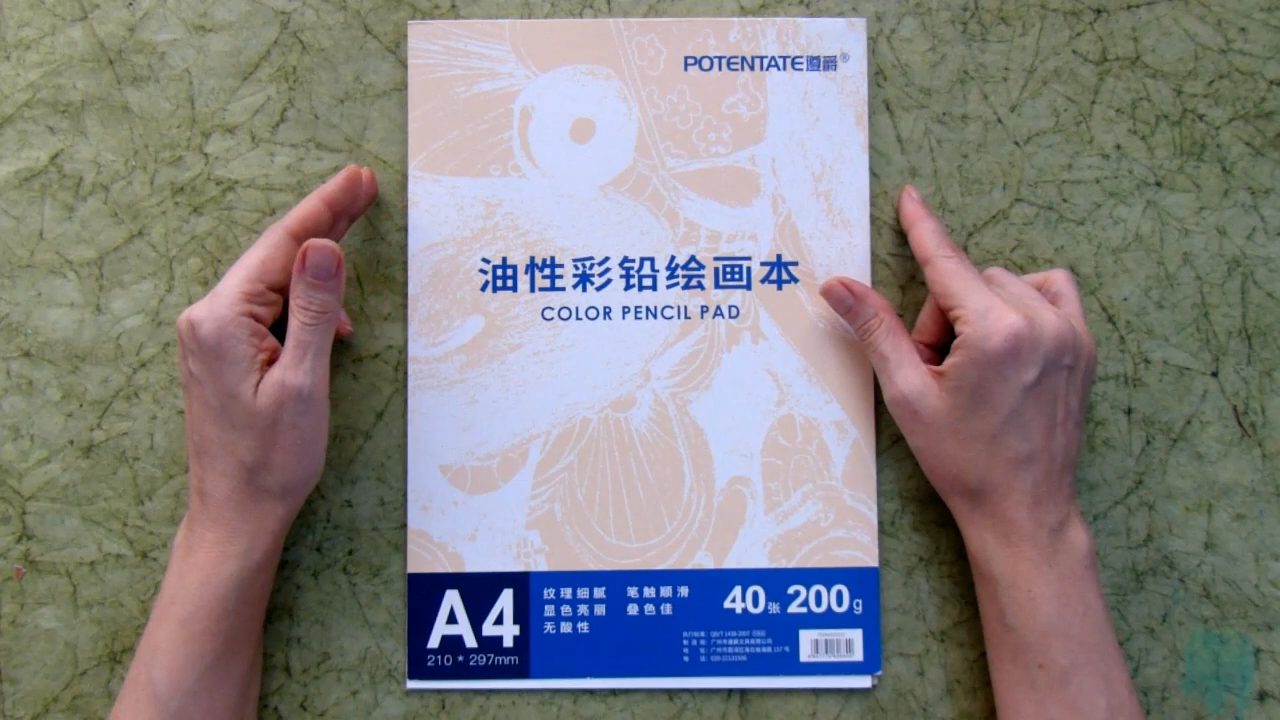 POTENTATE遵爵®
油性彩铅绘画本
COLOR PENCIL PAD
A4
210 * 297mm
纹理细腻 笔触顺滑
显色亮丽 叠色佳
无酸性
40张 200g